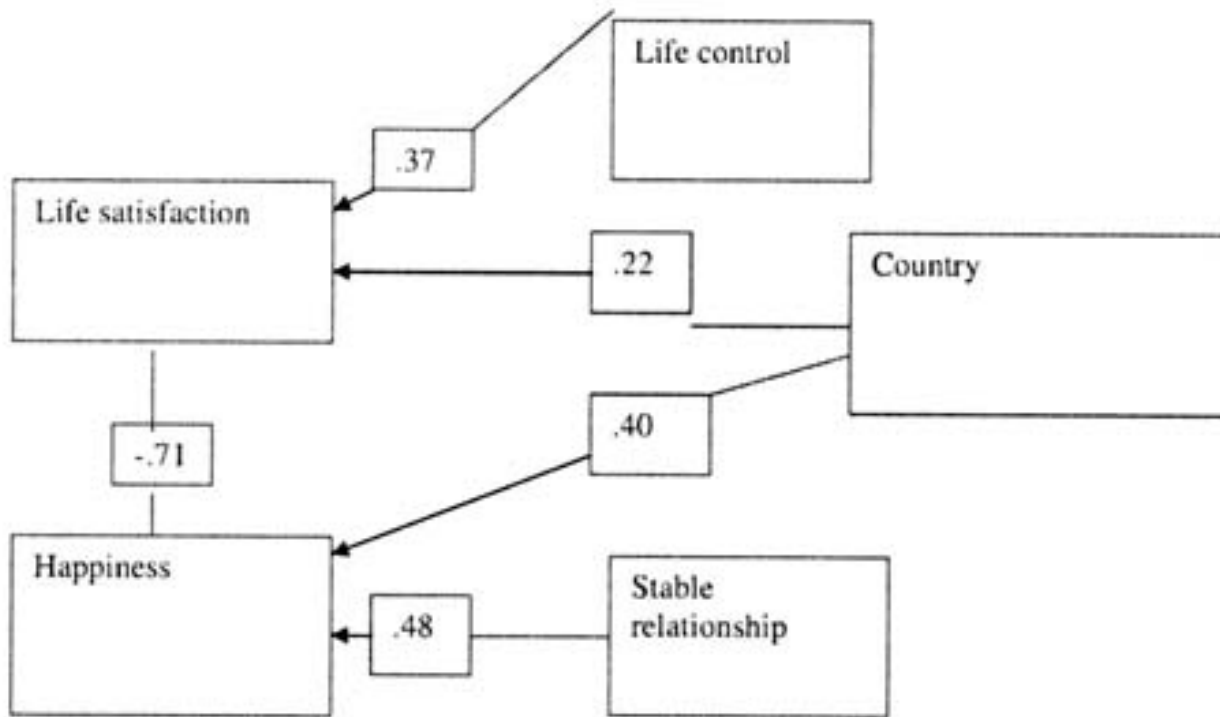 Life control
.37
Life satisfaction
.22
Country
.40
-.71
Happiness
Stable
relationship
.48